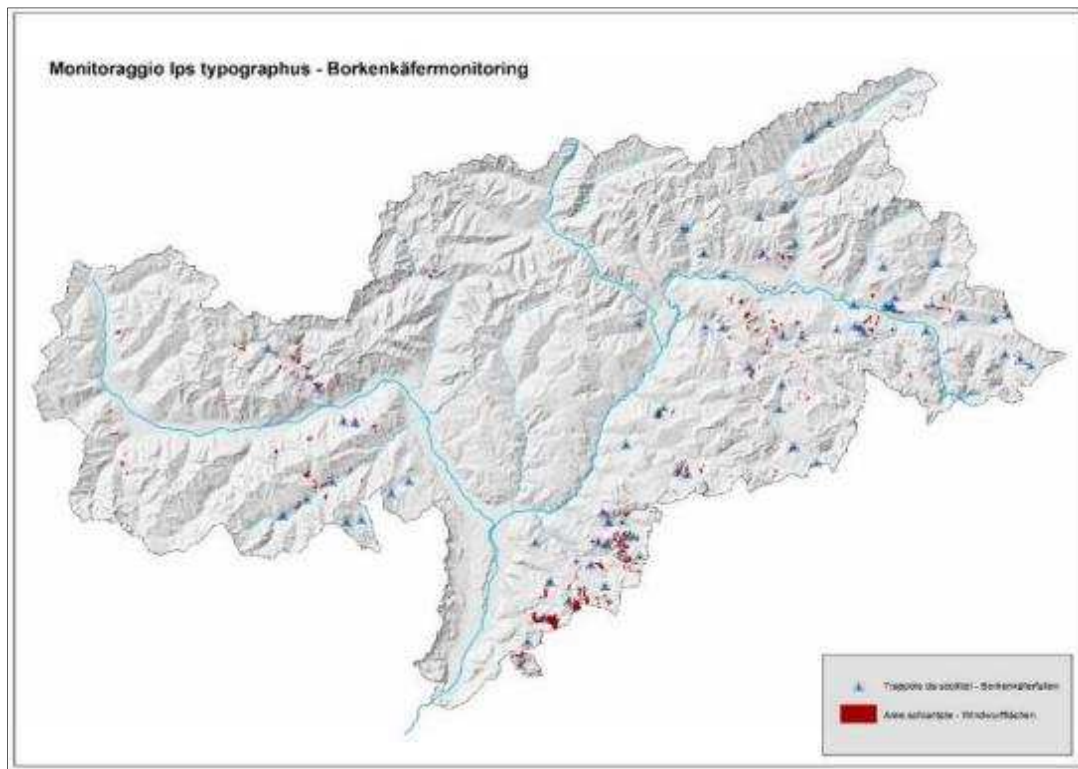 Monitoraggio Ips typographus - Borkenkäfermonitoring
Trappole da scolitidi - Borkenkäferfallen
Aree schiantate - Windwurfflächen